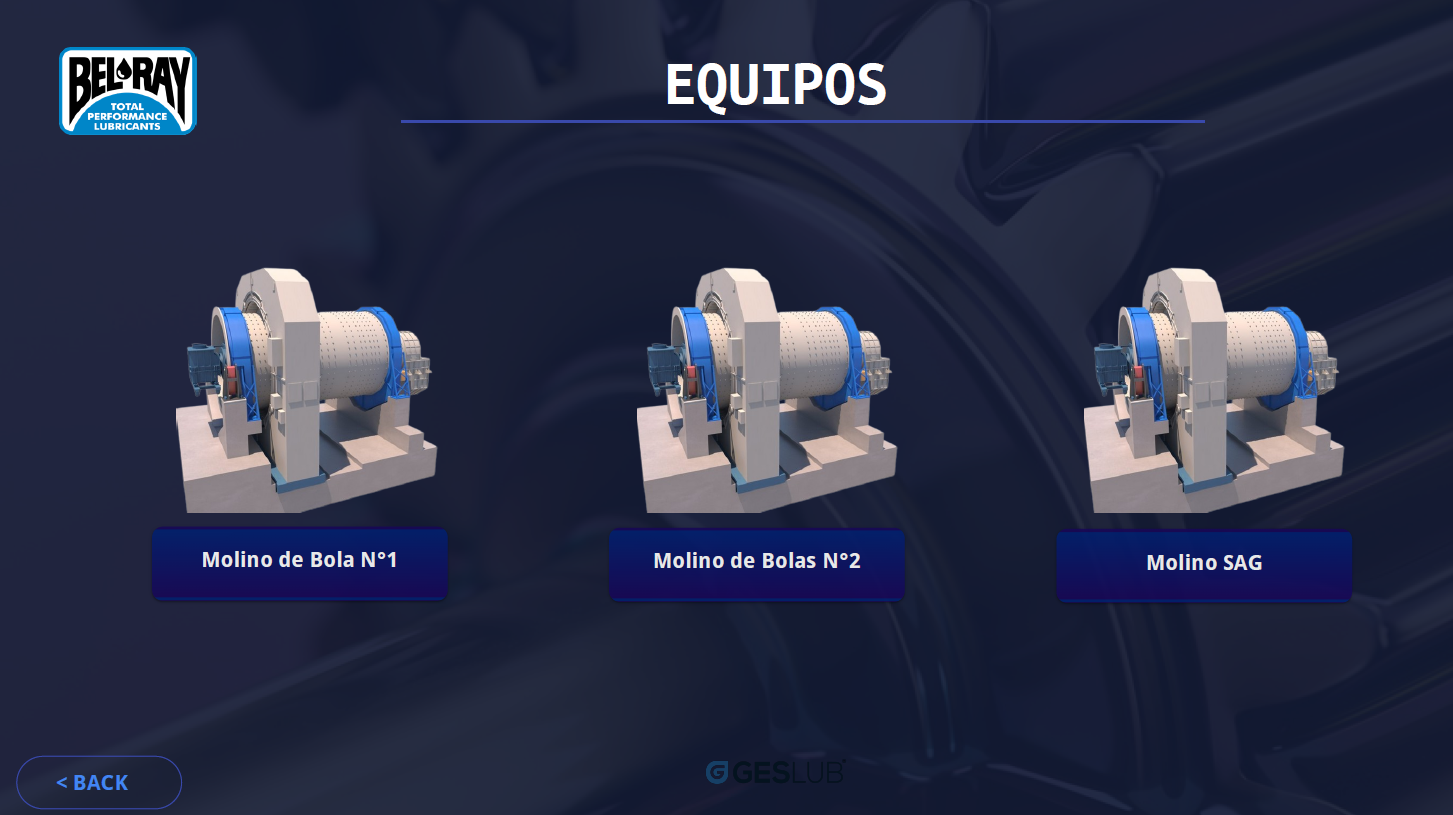 BEL-RAY
TOTAL
PERFORMANCE
LUBRICANTS
EQUIPOS
Molino de Bola N°1
Molino de Bolas N°2
Molino SAG
< BACK
GESLUB